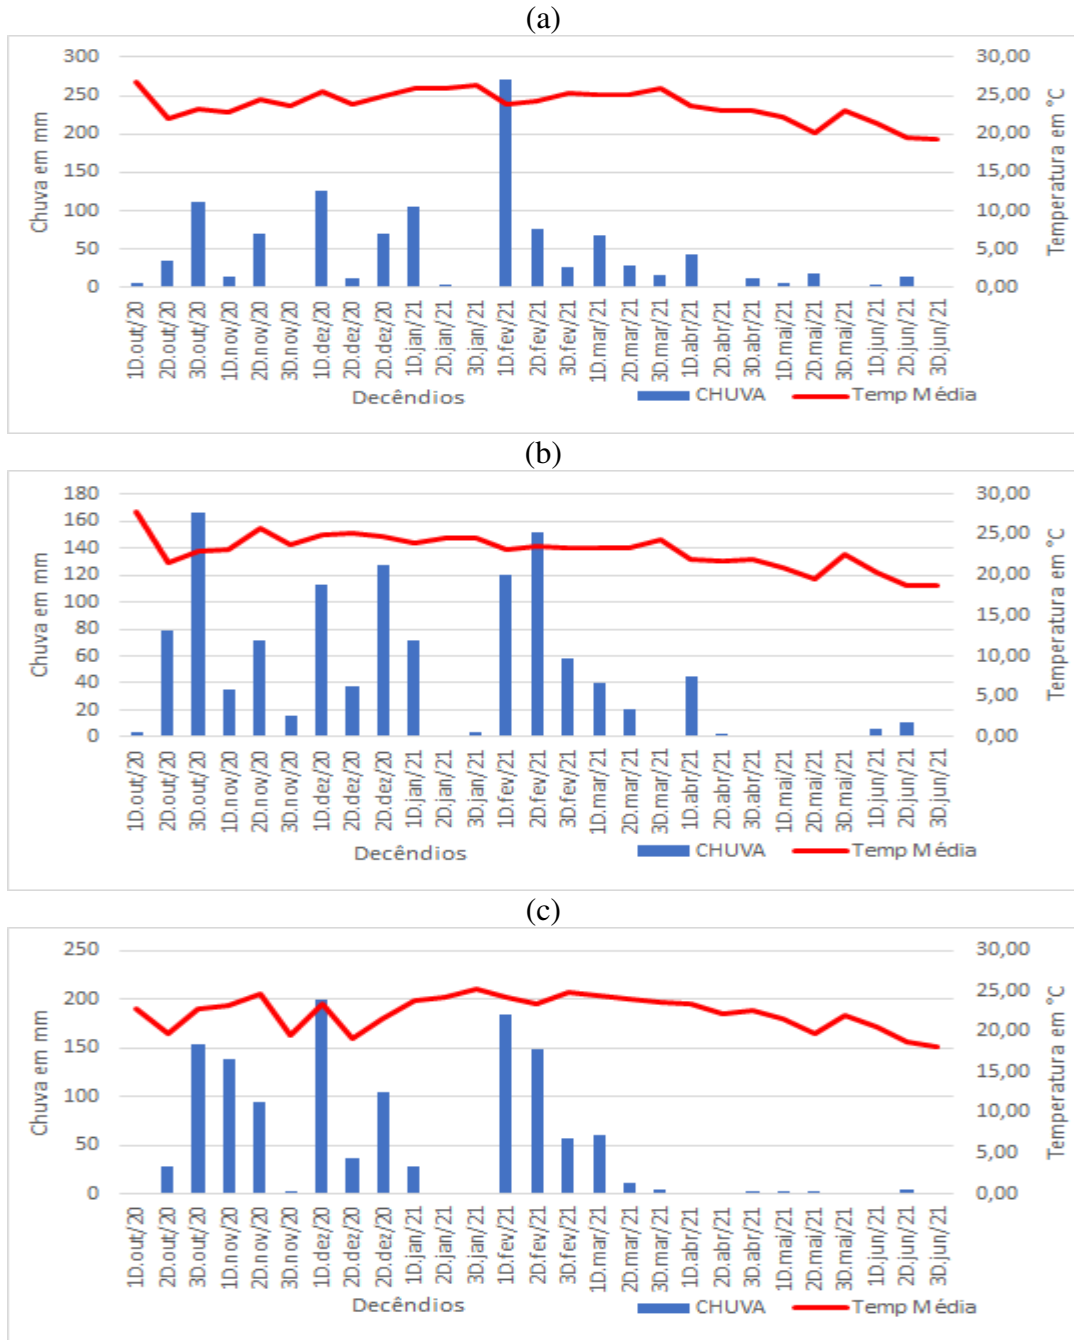 (a)
300
250
200
150
100
50
0
Chuva em mm
30,00
25,00
20,00
15,00
10,00
5,00
0,00
Temperatura em °C
1D.out/20
2D.out/20
3D.out/20
1D.nov/20
2D.nov/20
3D.nov/20
1D.dez/20
2D.dez/20
2D.dez/20
1D.jan/21
2D.jan/21
3D.jan/21
1D.fev/21
2D.fev/21
3D.fev/21
1D.mar/21
2D.mar/21
3D.mar/21
1D.abr/21
2D.abr/21
3D.abr/21
1D.mai/21
2D.mai/21
3D.mai/21
1D.jun/21
2D.jun/21
3D.jun/21
Decêndios
CHUVA
Temp Média
(b)
180
160
140
120
100
80
60
40
20
0
Chuva em mm
30,00
25,00
20,00
15,00
10,00
5,00
0,00
Temperatura em °C
1D.out/20
2D.out/20
3D.out/20
1D.nov/20
2D.nov/20
3D.nov/20
1D.dez/20
2D.dez/20
2D.dez/20
1D.jan/21
2D.jan/21
3D.jan/21
1D.fev/21
2D.fev/21
3D.fev/21
1D.mar/21
2D.mar/21
3D.mar/21
1D.abr/21
2D.abr/21
3D.abr/21
1D.mai/21
2D.mai/21
3D.mai/21
1D.jun/21
2D.jun/21
3D.jun/21
Decêndios
CHUVA
Temp Média
(c)
250
200
150
100
50
0
Chuva em mm
30,00
25,00
20,00
15,00
10,00
5,00
0,00
Temperatura em °C
1D.out/20
2D.out/20
3D.out/20
1D.nov/20
2D.nov/20
3D.nov/20
1D.dez/20
2D.dez/20
2D.dez/20
1D.jan/21
2D.jan/21
3D.jan/21
1D.fev/21
2D.fev/21
3D.fev/21
1D.mar/21
2D.mar/21
3D.mar/21
1D.abr/21
2D.abr/21
3D.abr/21
1D.mai/21
2D.mai/21
3D.mai/21
1D.jun/21
2D.jun/21
3D.jun/21
Decêndios
CHUVA
Temp Média